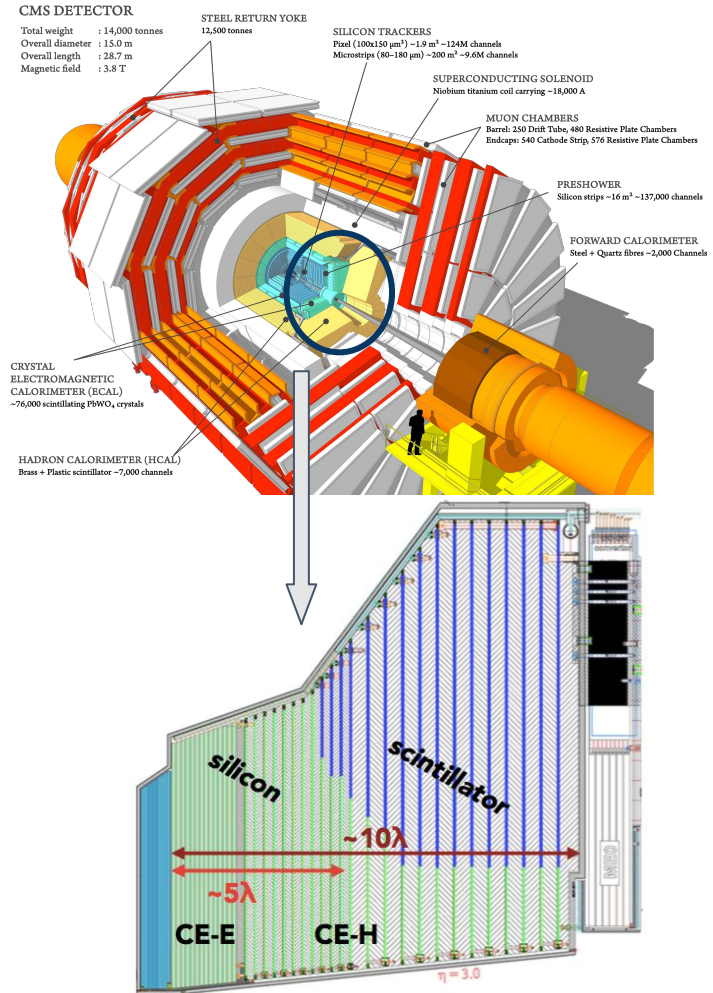 CMS DETECTOR
Total weight : 14,000 tonnes
Overall diameter : 15.0 m
Overall length : 28.7 m
Magnetic field : 3.8 T
STEEL RETURN YOKE
12,500 tonnes
SILICON TRACKERS
Pixel (100x150 μm²) ~1.9 m² ~124M channels
Microstrips (80–180 μm) ~200 m² ~9.6M channels
SUPERCONDUCTING SOLENOID
Niobium titanium coil carrying ~18,000 A
MUON CHAMBERS
Barrel: 250 Drift Tube, 480 Resistive Plate Chambers
Endcaps: 540 Cathode Strip, 576 Resistive Plate Chambers
PRESHOWER
Silicon strips ~16 m² ~137,000 channels
FORWARD CALORIMETER
Steel + Quartz fibres ~2,000 Channels
CRYSTAL
ELECTROMAGNETIC
CALORIMETER (ECAL)
~76,000 scintillating PbWO₄ crystals
HADRON CALORIMETER (HCAL)
Brass + Plastic scintillator ~7,000 channels
silicon
scintillator
~10λ
~5λ
CE-E
CE-H
ME0
η = 3.0